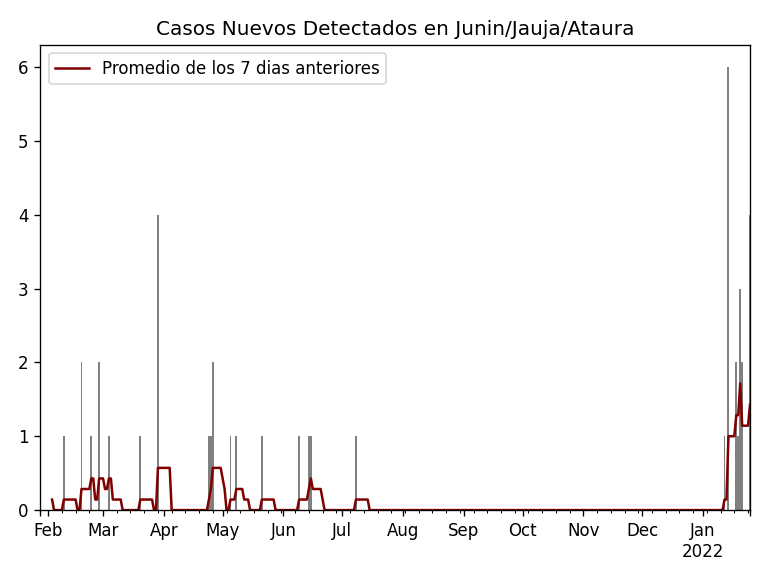 Casos Nuevos Detectados en Junin/Jauja/Ataura
Promedio de los 7 dias anteriores
6
5
4
3
2
1
0
Feb Mar Apr May Jun Jul Aug Sep Oct Nov Dec Jan
2022